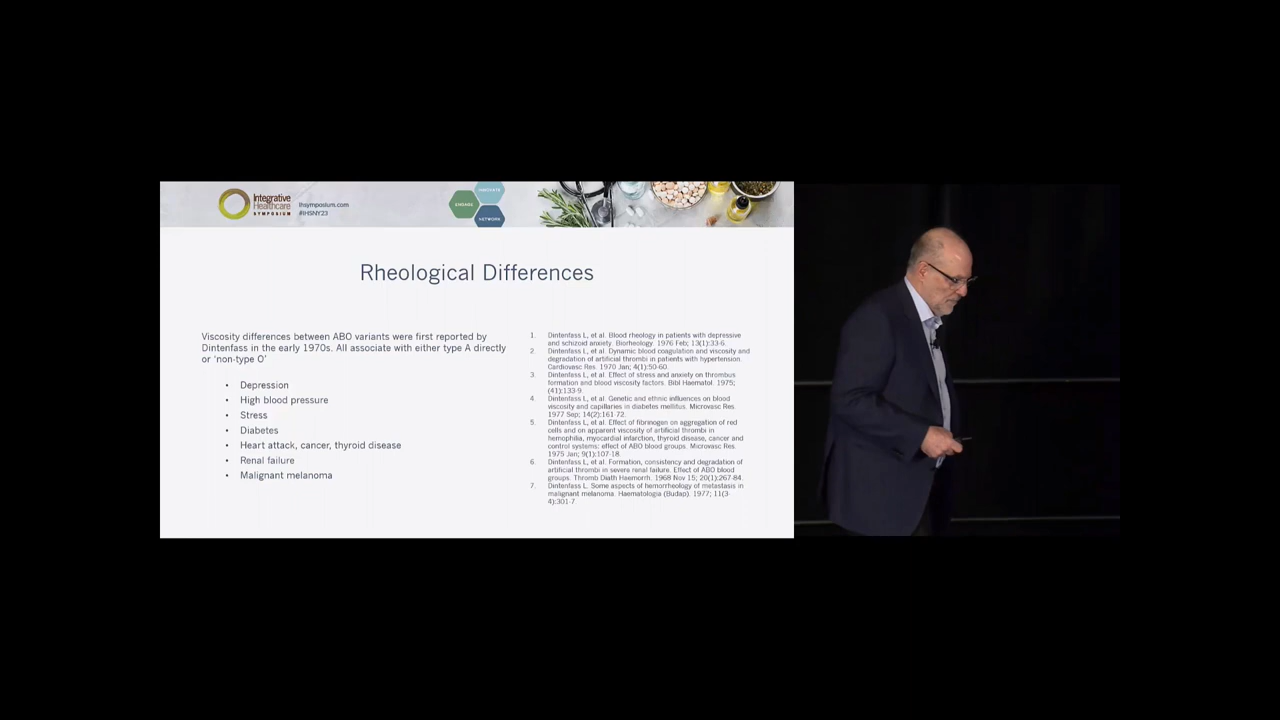 Integrative
Healthcare
SYMPOSIUM
ihsymposium.com
#IHSNY23
INNOVATE
ENGAGE
NETWORK
Rheological Differences
Viscosity differences between ABO variants were first reported by
Dintenfass in the early 1970s. All associate with either type A directly
or 'non-type O'
• Depression
• High blood pressure
• Stress
• Diabetes
• Heart attack, cancer, thyroid disease
• Renal failure
• Malignant melanoma
1. Dintenfass L, et al. Blood rheology in patients with depressive
and schizoid anxiety. Biorheology. 1976 Feb; 13(1):33-6.
2. Dintenfass L, et al. Dynamic blood coagulation and viscosity and
degradation of artificial thrombi in patients with hypertension.
Cardiovasc Res. 1970 Jan; 4(1):50-60.
3. Dintenfass L, et al. Effect of stress and anxiety on thrombus
formation and blood viscosity factors. Bibl Haematol. 1975;
(41):133-9.
4. Dintenfass L, et al. Genetic and ethnic influences on blood
viscosity and capillaries in diabetes mellitus. Microvasc Res.
1977 Sep; 14(2):161-72.
5. Dintenfass L, et al. Effect of fibrinogen on aggregation of red
cells and on apparent viscosity of artificial thrombi in
hemophilia, myocardial infarction, thyroid disease, cancer and
control systems: effect of ABO blood groups. Microvasc Res.
1975 Jan; 9(1):107-18.
6. Dintenfass L, et al. Formation, consistency and degradation of
artificial thrombi in severe renal failure. Effect of ABO blood
groups. Thromb Diath Haemorrh. 1968 Nov 15; 20(1):267-84.
7. Dintenfass L. Some aspects of hemorrheology of metastasis in
malignant melanoma. Haematologia (Budap). 1977; 11(3-
4):301-7.